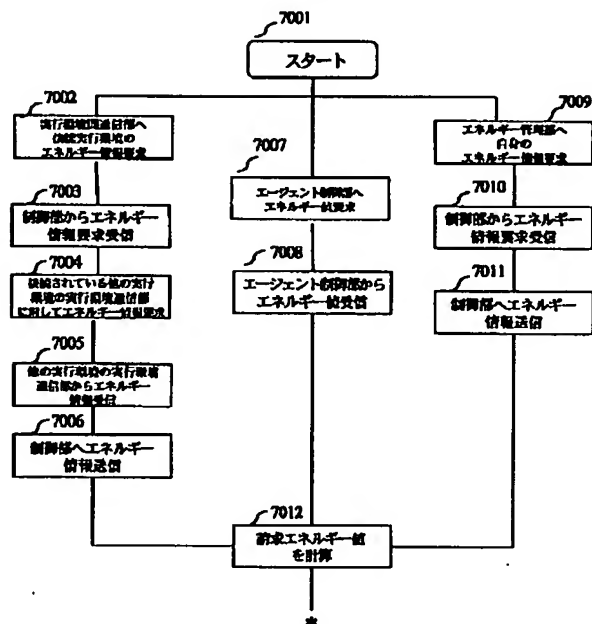 7001
スタート
7002
実行環境間通信部へ
接続実行環境の
エネルギー情報要求
7003
制御部からエネルギー
情報要求受信
7004
接続されている他の実行
環境の実行環境通信部
に対してエネルギー情報要求
7005
他の実行環境の実行環境
通信部からエネルギー
情報受信
7006
制御部へエネルギー
情報送信
7007
エージェント制御部へ
エネルギー値要求
7008
エージェント制御部から
エネルギー値受信
7009
エネルギー管理部へ
自身の
エネルギー情報要求
7010
制御部からエネルギー
情報要求受信
7011
制御部へエネルギー
情報送信
7012
請求エネルギー値
を計算
*